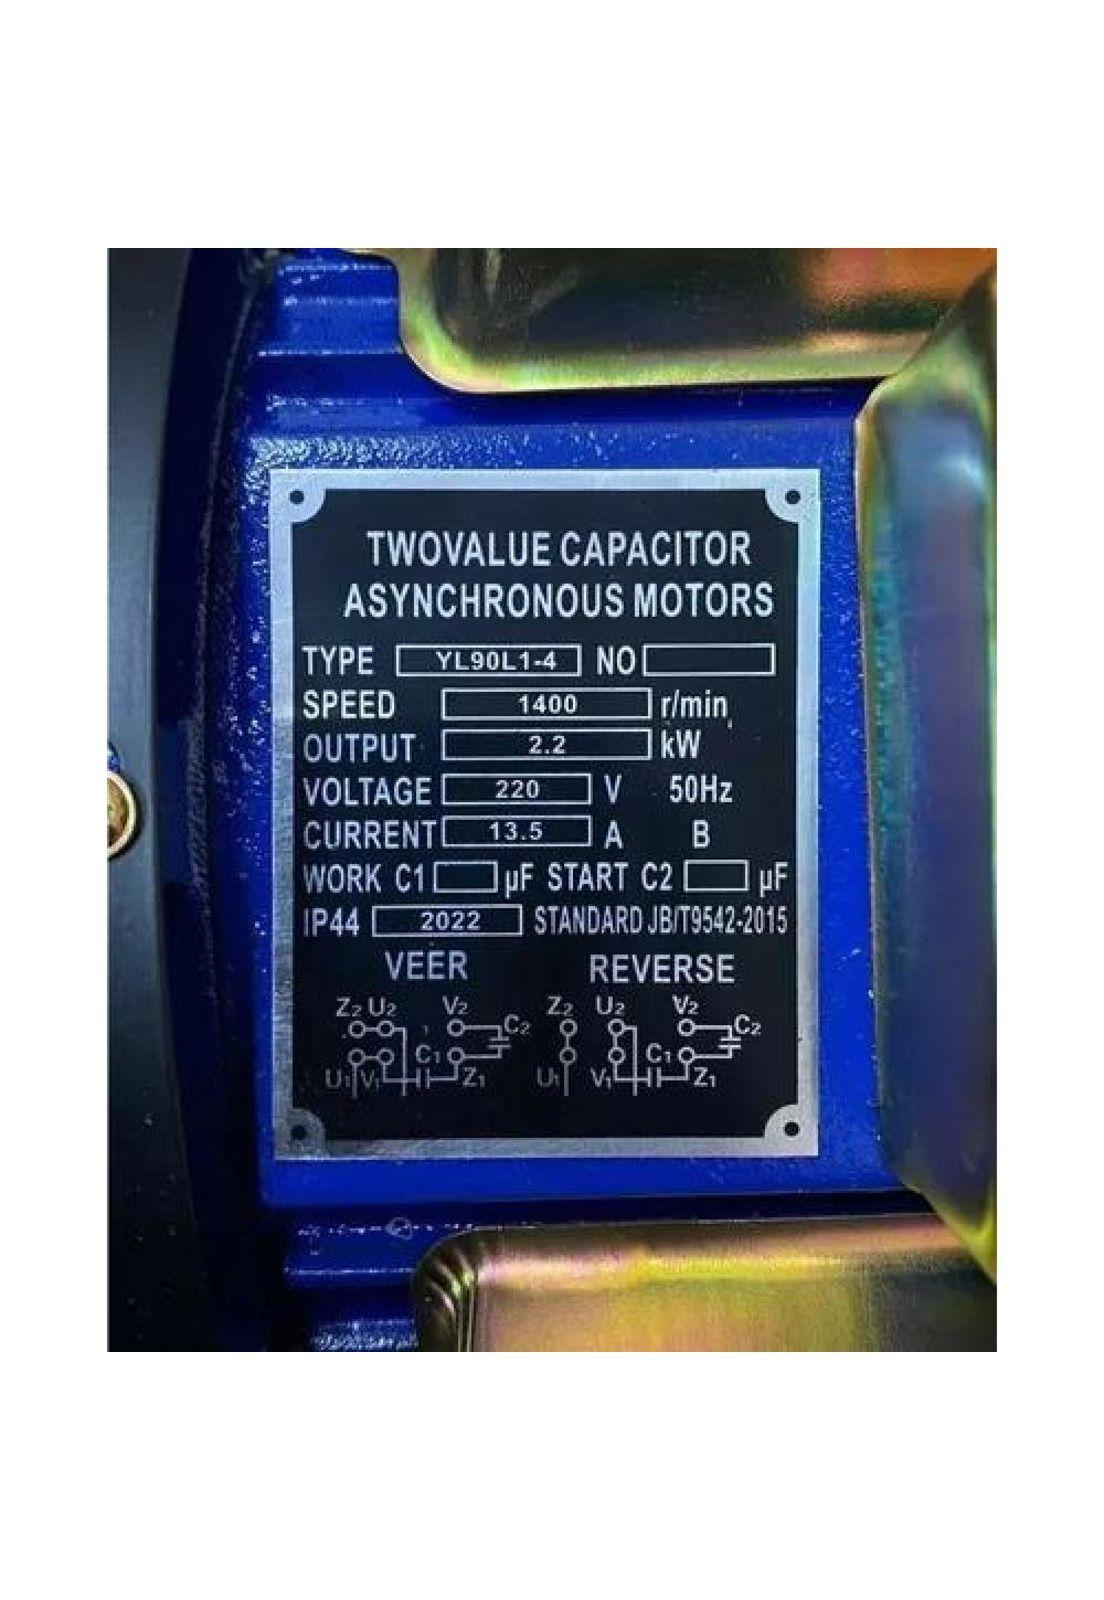 TWOVALUE CAPACITOR
ASYNCHRONOUS MOTORS
TYPE YL90L1-4 NO
SPEED 1400 r/min
OUTPUT 2.2 kW
VOLTAGE 220 V 50Hz
CURRENT 13.5 A B
WORK C1 µF START C2 µF
IP44 2022 STANDARD JB/T9542-2015
VEER REVERSE
Z2 U2 V2 Z2 U2 V2
C2 C2
C1 C1
U1 V1 Z1 U1 V1 Z1